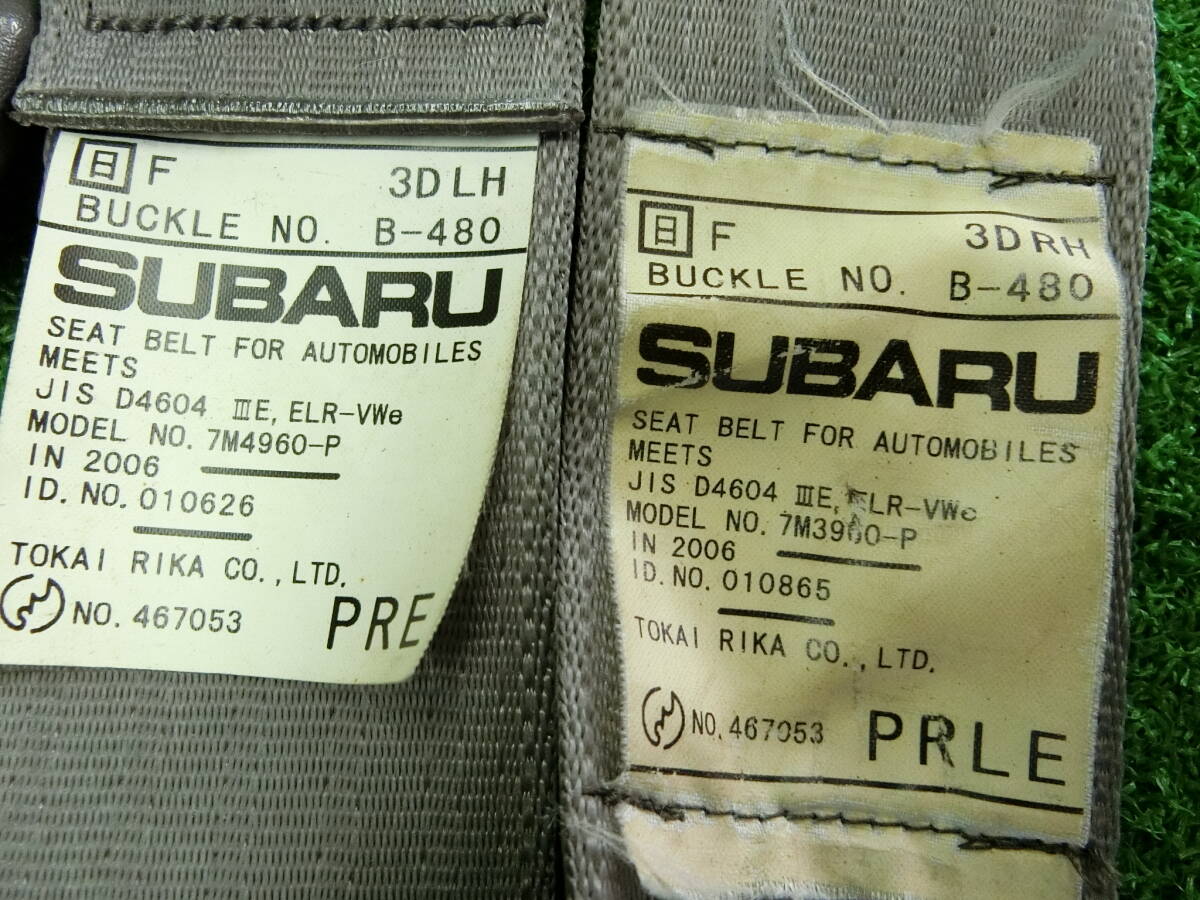 日 F 3D LH
BUCKLE NO. B-480
SUBARU
SEAT BELT FOR AUTOMOBILES
MEETS
JIS D4604 ⅢE, ELR-VWe
MODEL NO. 7M4960-P
IN 2006
ID. NO. 010626
TOKAI RIKA CO., LTD.
NO. 467053 PRE
日 F 3D RH
BUCKLE NO. B-480
SUBARU
SEAT BELT FOR AUTOMOBILES
MEETS
JIS D4604 ⅢE, ELR-VWe
MODEL NO. 7M3960-P
IN 2006
ID. NO. 010865
TOKAI RIKA CO., LTD.
NO. 467053 PRLE